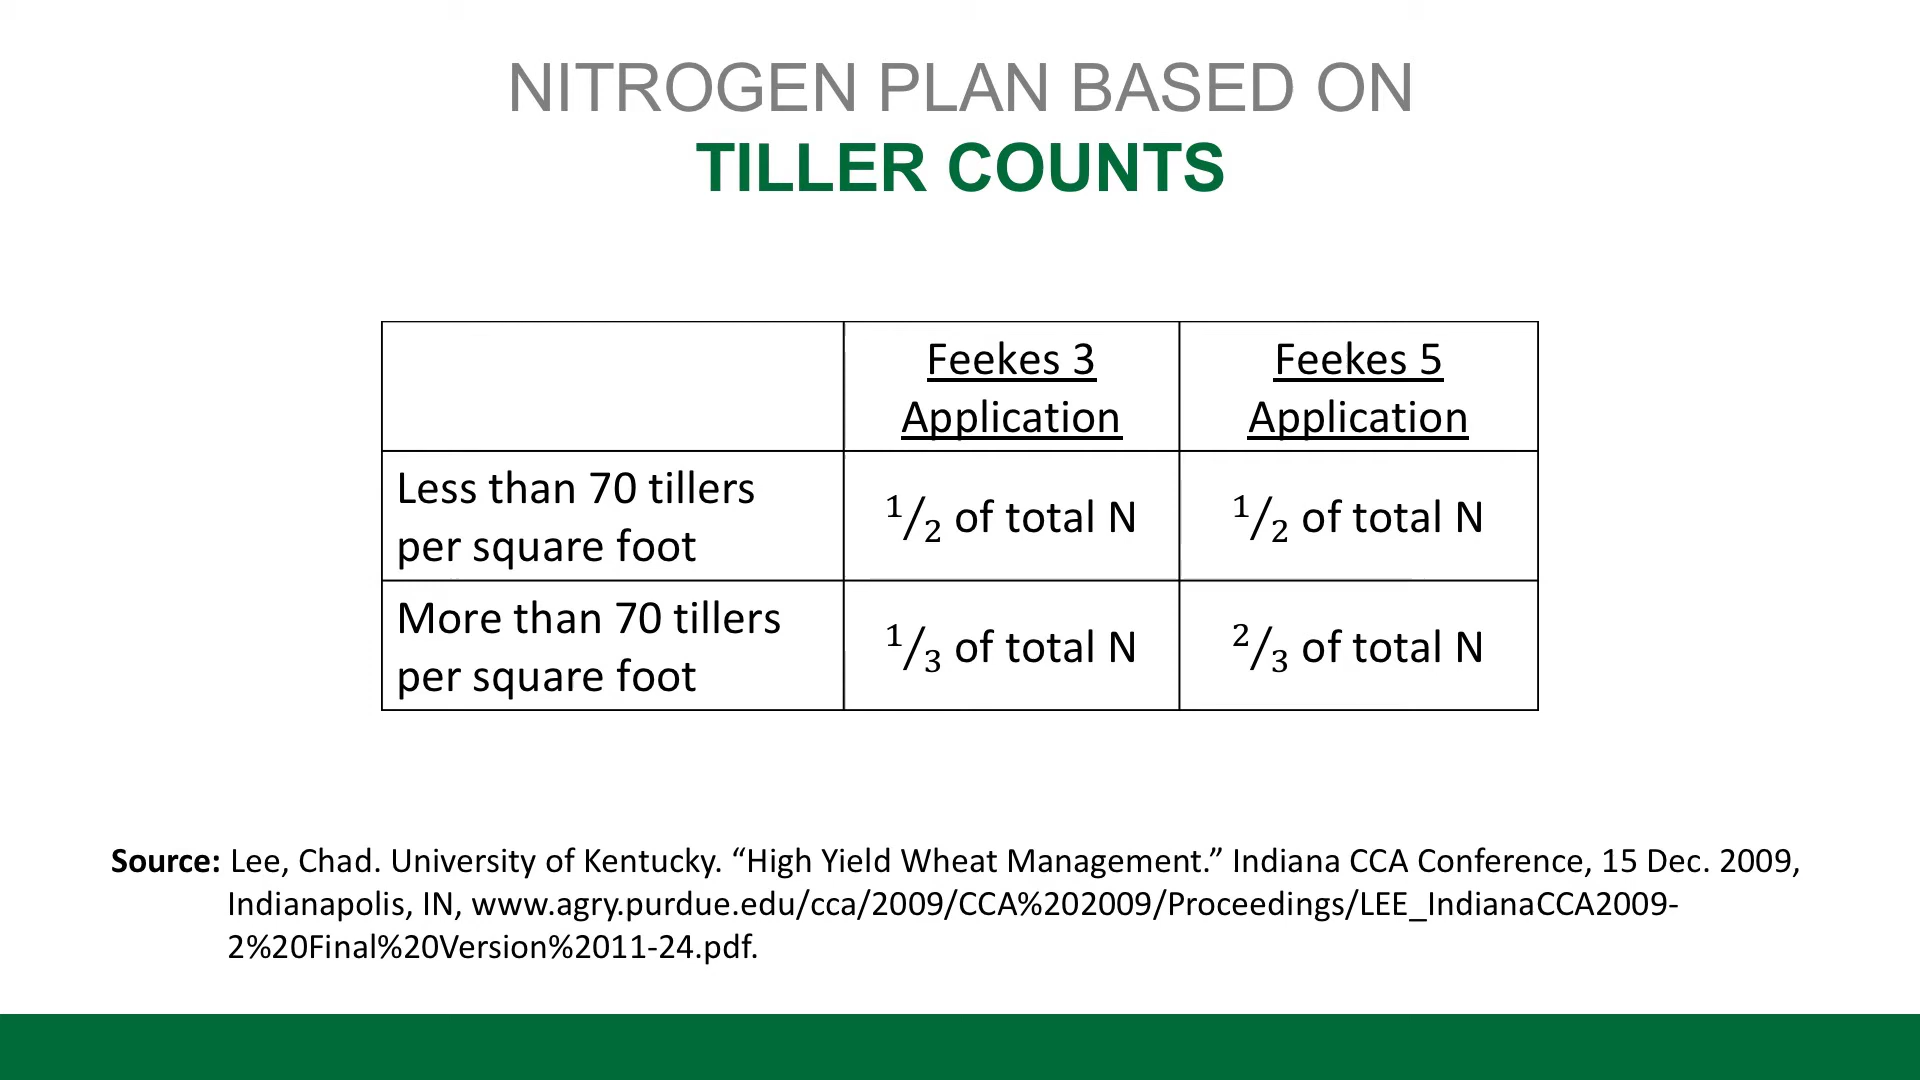 NITROGEN PLAN BASED ON
TILLER COUNTS
Feekes 3
Application
Feekes 5
Application
Less than 70 tillers
per square foot
1/2 of total N
1/2 of total N
More than 70 tillers
per square foot
1/3 of total N
2/3 of total N
Source: Lee, Chad. University of Kentucky. “High Yield Wheat Management.” Indiana CCA Conference, 15 Dec. 2009,
Indianapolis, IN, www.agry.purdue.edu/cca/2009/CCA%202009/Proceedings/LEE_IndianaCCA2009-
2%20Final%20Version%2011-24.pdf.